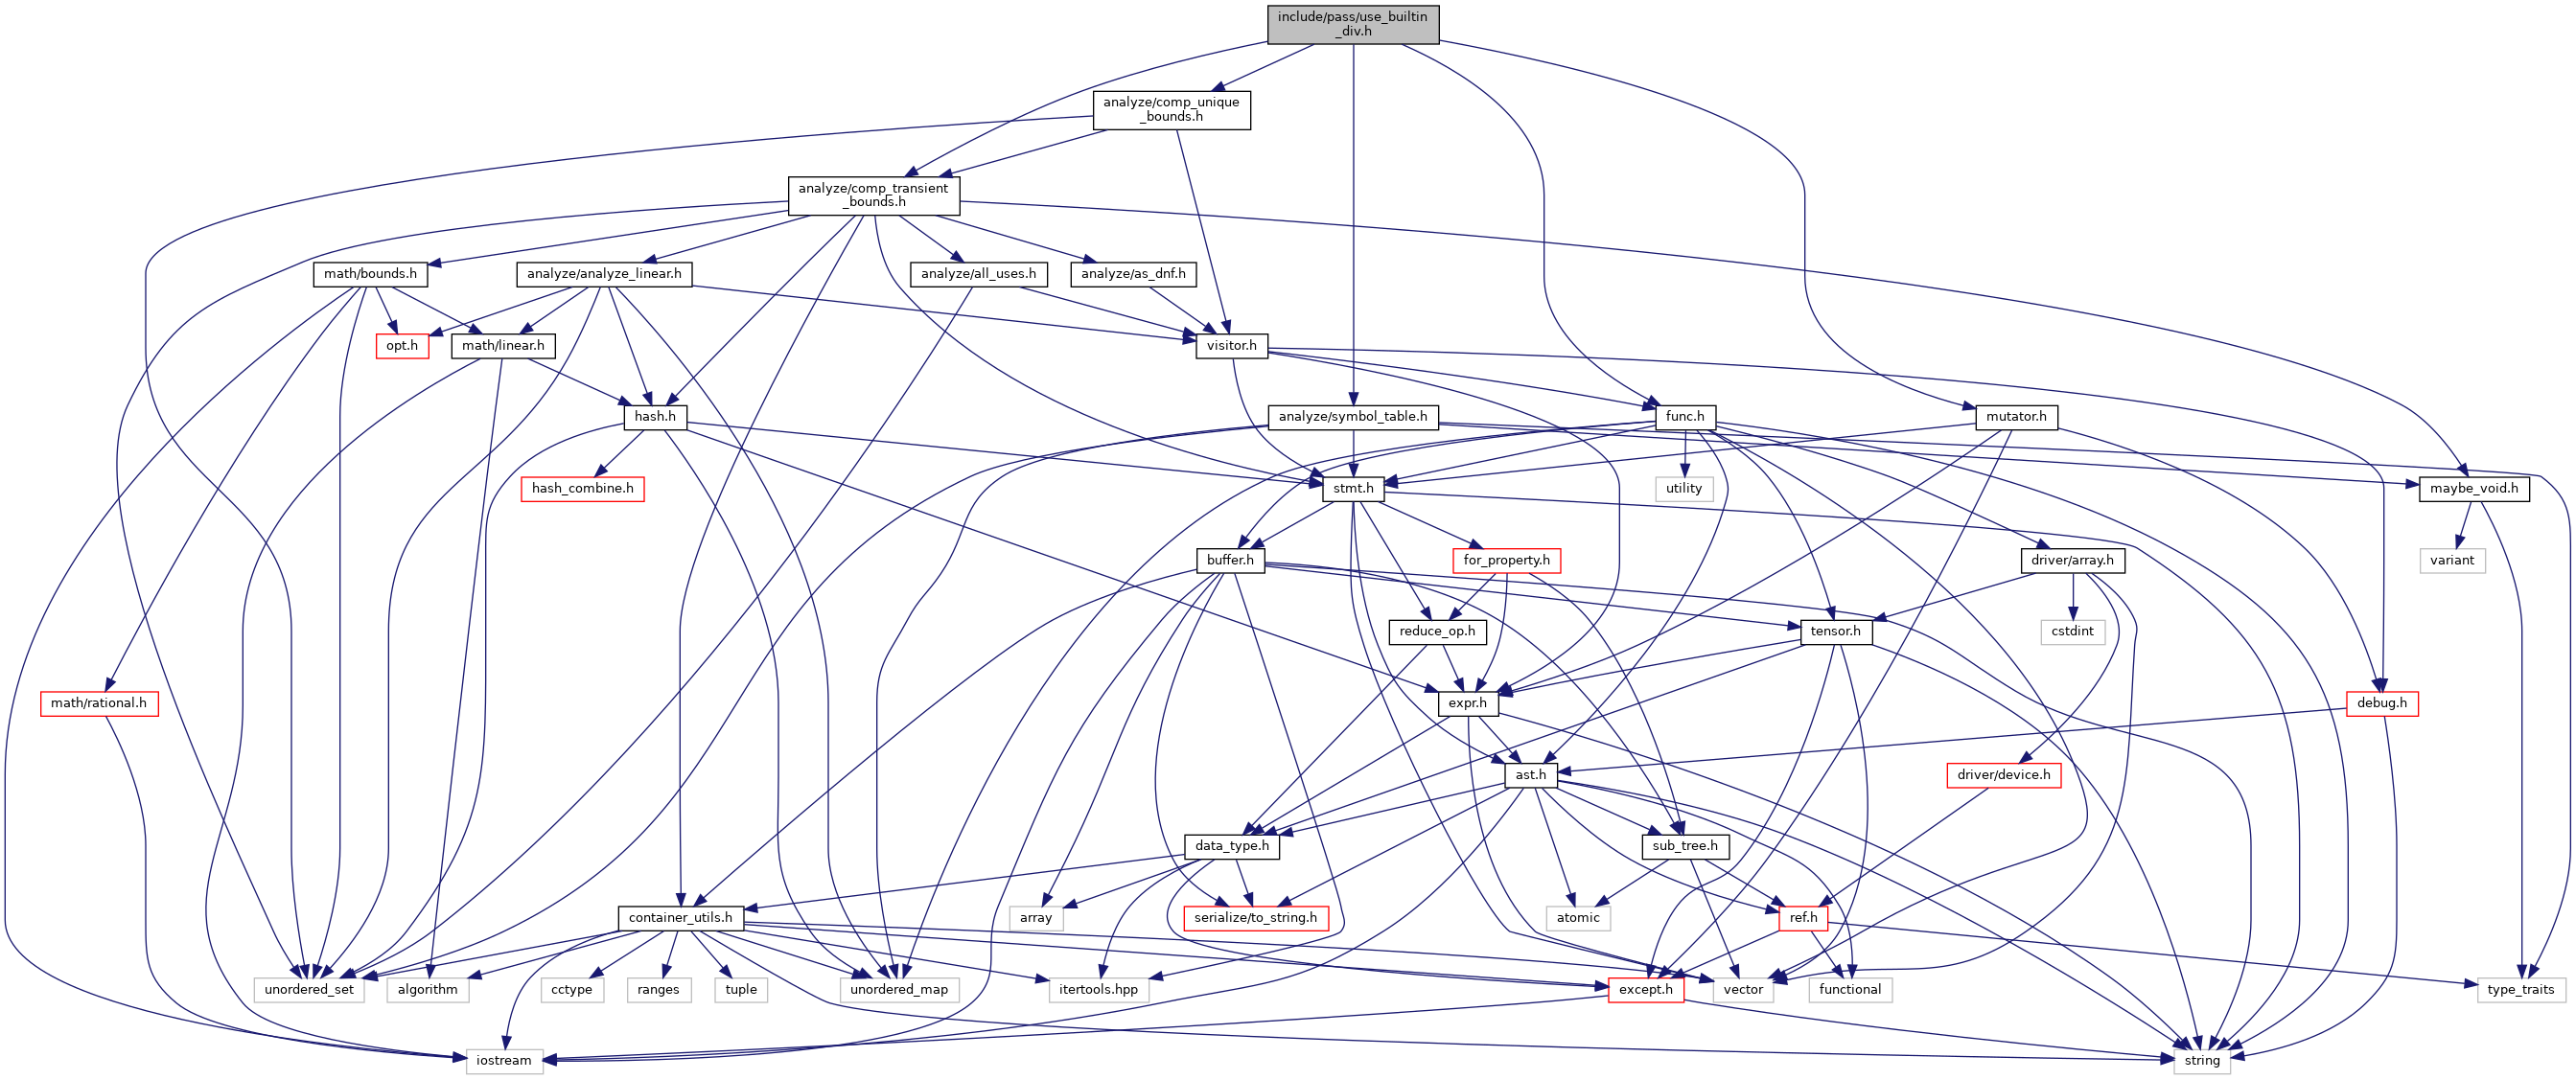 include/pass/use_builtin
_div.h
analyze/comp_unique
_bounds.h
analyze/comp_transient
_bounds.h
math/bounds.h
analyze/analyze_linear.h
analyze/all_uses.h
analyze/as_dnf.h
opt.h
math/linear.h
visitor.h
hash.h
analyze/symbol_table.h
func.h
mutator.h
hash_combine.h
stmt.h
utility
maybe_void.h
buffer.h
for_property.h
driver/array.h
variant
reduce_op.h
tensor.h
cstdint
math/rational.h
expr.h
debug.h
ast.h
driver/device.h
data_type.h
sub_tree.h
container_utils.h
array
serialize/to_string.h
atomic
ref.h
unordered_set
algorithm
cctype
ranges
tuple
unordered_map
itertools.hpp
except.h
vector
functional
type_traits
iostream
string